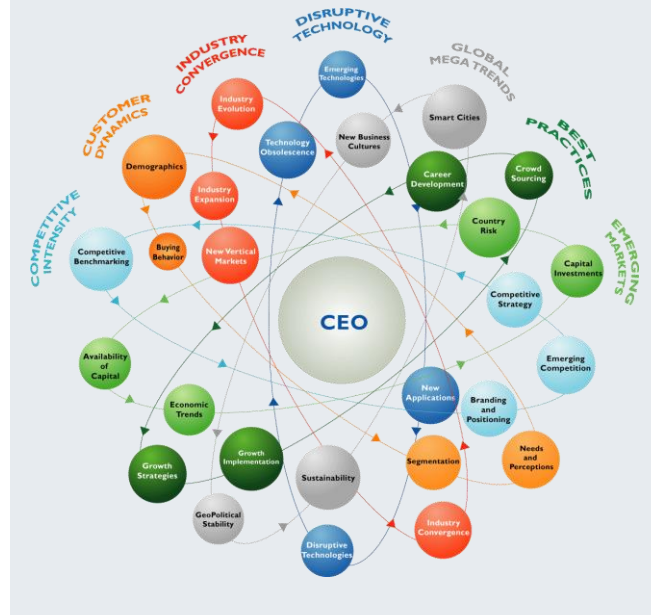 DISRUPTIVE
TECHNOLOGY
INDUSTRY
CONVERGENCE
GLOBAL
MEGA TRENDS
CUSTOMER
DYNAMICS
BEST
PRACTICES
COMPETITIVE
INTENSITY
EMERGING
MARKETS
Emerging
Technologies
Industry
Evolution
Smart Cities
Technology
Obsolescence
New Business
Cultures
Demographics
Career
Development
Crowd
Sourcing
Industry
Expansion
Country
Risk
Competitive
Benchmarking
Buying
Behavior
New Vertical
Markets
Capital
Investments
Competitive
Strategy
CEO
Availability
of
Capital
Emerging
Competition
Economic
Trends
New
Applications
Branding
and
Positioning
Growth
Strategies
Growth
Implementation
Sustainability
Segmentation
Needs
and
Perceptions
GeoPolitical
Stability
Disruptive
Technologies
Industry
Convergence